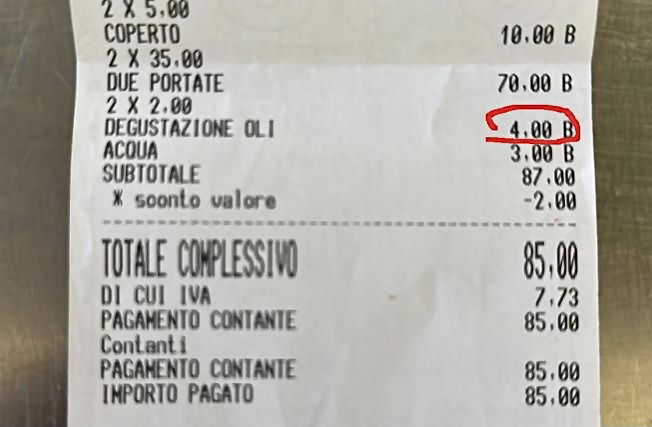 2 X 5.00
COPERTO 10.00 B
2 X 35.00
DUE PORTATE 70.00 B
2 X 2.00
DEGUSTAZIONE OLI 4.00 B
ACQUA 3.00 B
SUBTOTALE 87.00
* sconto valore -2.00
TOTALE COMPLESSIVO 85,00
DI CUI IVA 7.73
PAGAMENTO CONTANTE 85.00
Contanti
PAGAMENTO CONTANTE 85.00
IMPORTO PAGATO 85.00